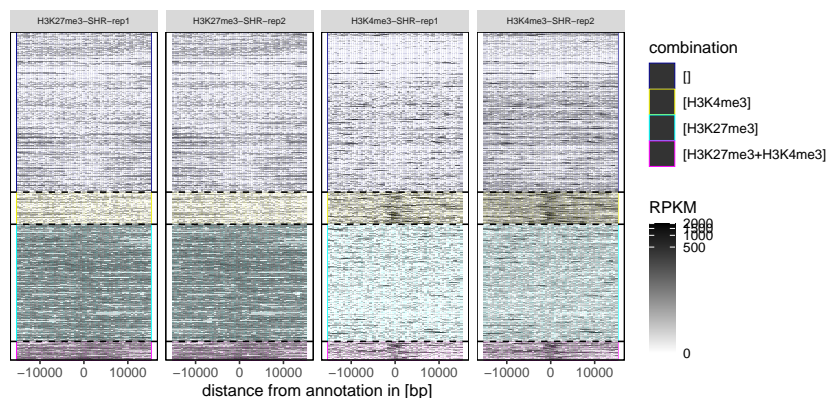 H3K27me3−SHR−rep1 H3K27me3−SHR−rep2 H3K4me3−SHR−rep1 H3K4me3−SHR−rep2
combination
[]
[H3K4me3]
[H3K27me3]
[H3K27me3+H3K4me3]
RPKM
2000
1500
1000
500
0
−10000 0 10000 −10000 0 10000 −10000 0 10000 −10000 0 10000
distance from annotation in [bp]